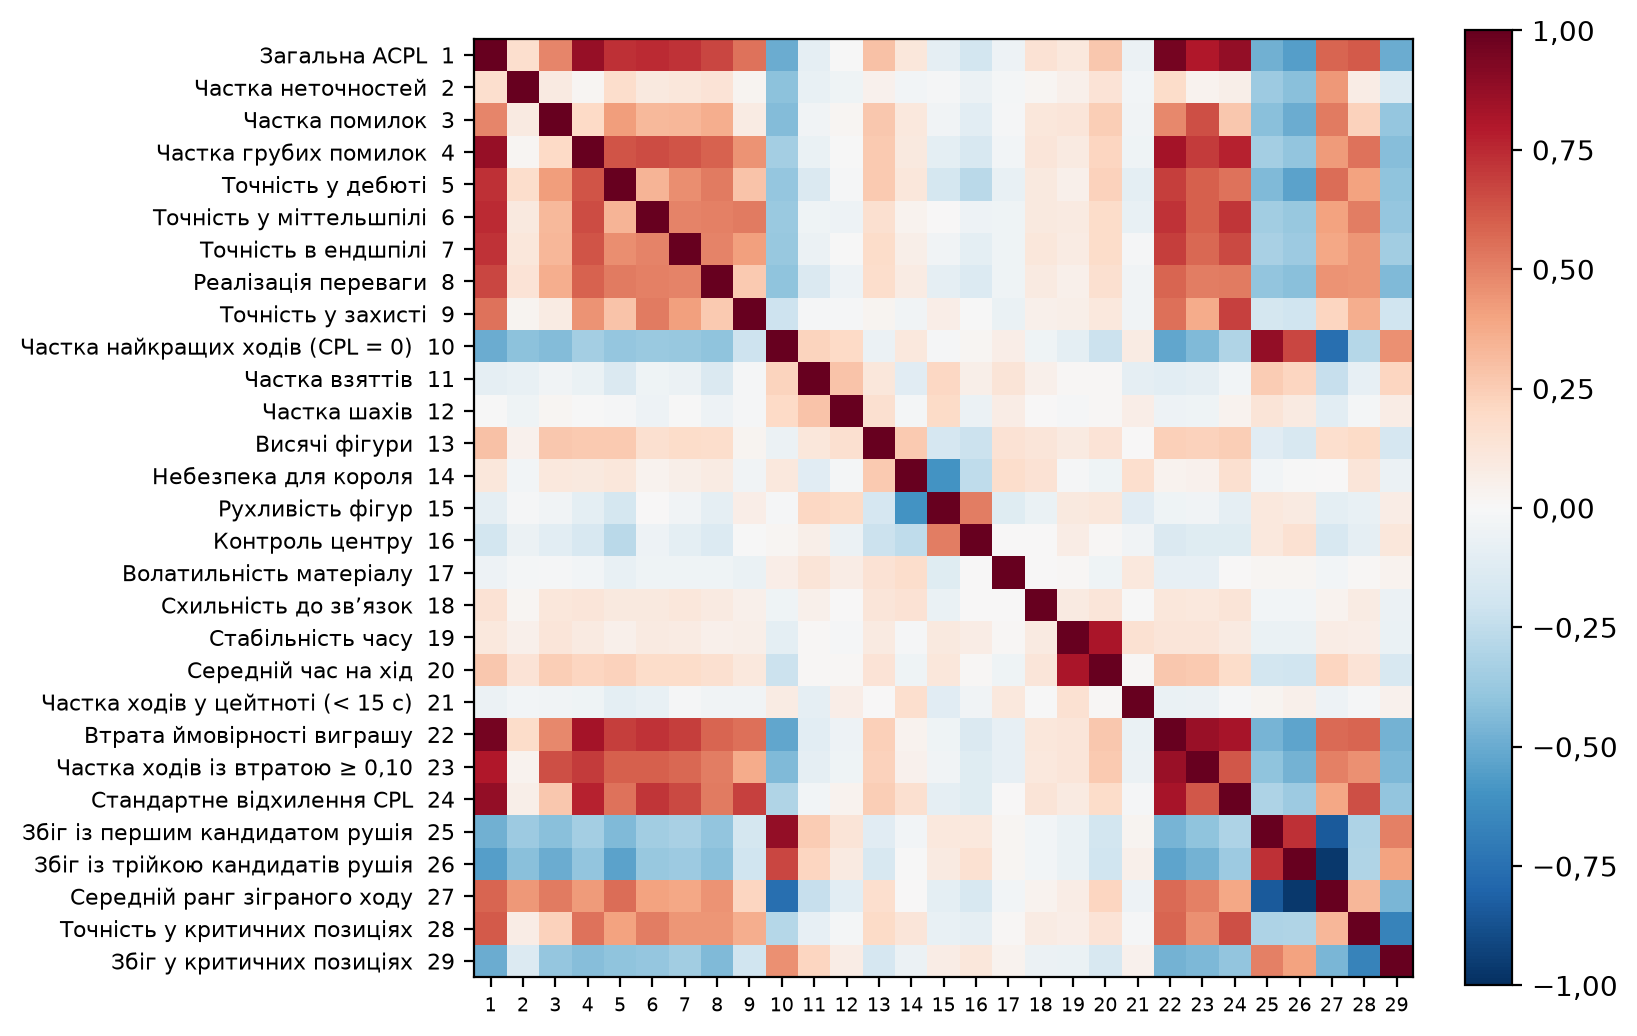 Загальна ACPL 1
Частка неточностей 2
Частка помилок 3
Частка грубих помилок 4
Точність у дебюті 5
Точність у міттельшпілі 6
Точність в ендшпілі 7
Реалізація переваги 8
Точність у захисті 9
Частка найкращих ходів (CPL = 0) 10
Частка взяттів 11
Частка шахів 12
Висячі фігури 13
Небезпека для короля 14
Рухливість фігур 15
Контроль центру 16
Волатильність матеріалу 17
Схильність до зв’язок 18
Стабільність часу 19
Середній час на хід 20
Частка ходів у цейтноті (< 15 с) 21
Втрата ймовірності виграшу 22
Частка ходів із втратою ≥ 0,10 23
Стандартне відхилення CPL 24
Збіг із першим кандидатом рушія 25
Збіг із трійкою кандидатів рушія 26
Середній ранг зіграного ходу 27
Точність у критичних позиціях 28
Збіг у критичних позиціях 29
1 2 3 4 5 6 7 8 9 10 11 12 13 14 15 16 17 18 19 20 21 22 23 24 25 26 27 28 29
1,00
0,75
0,50
0,25
0,00
−0,25
−0,50
−0,75
−1,00